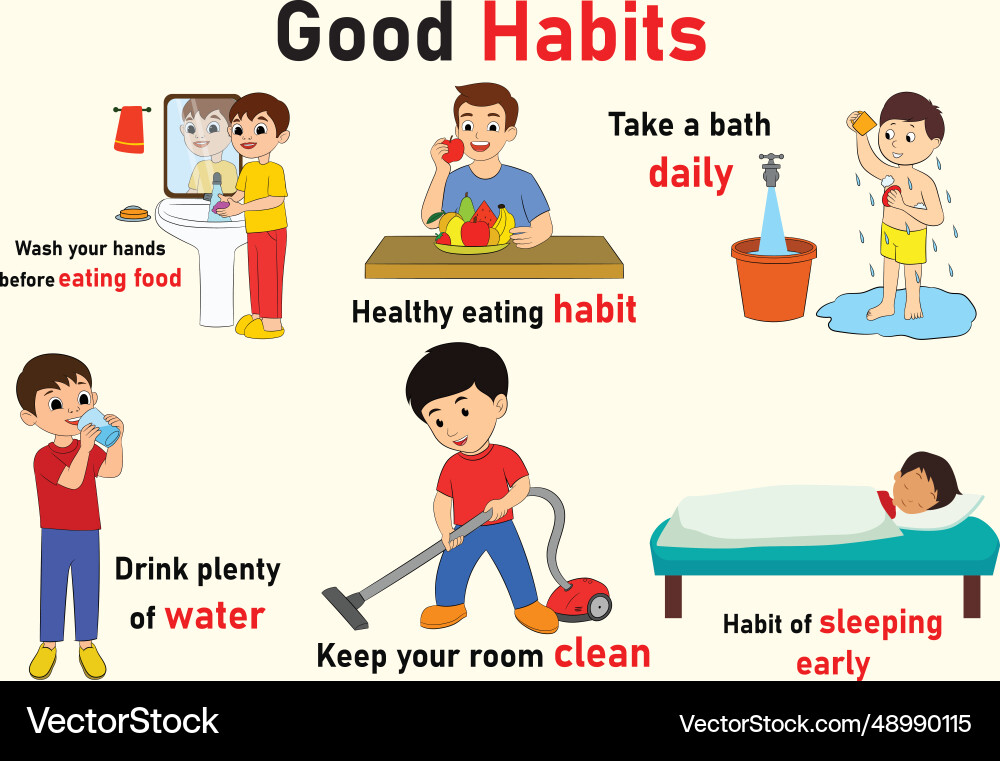 Good Habits
Wash your hands
before eating food
Healthy eating habit
Take a bath
daily
Drink plenty
of water
Keep your room clean
Habit of sleeping
early
VectorStock
VectorStock.com/48990115